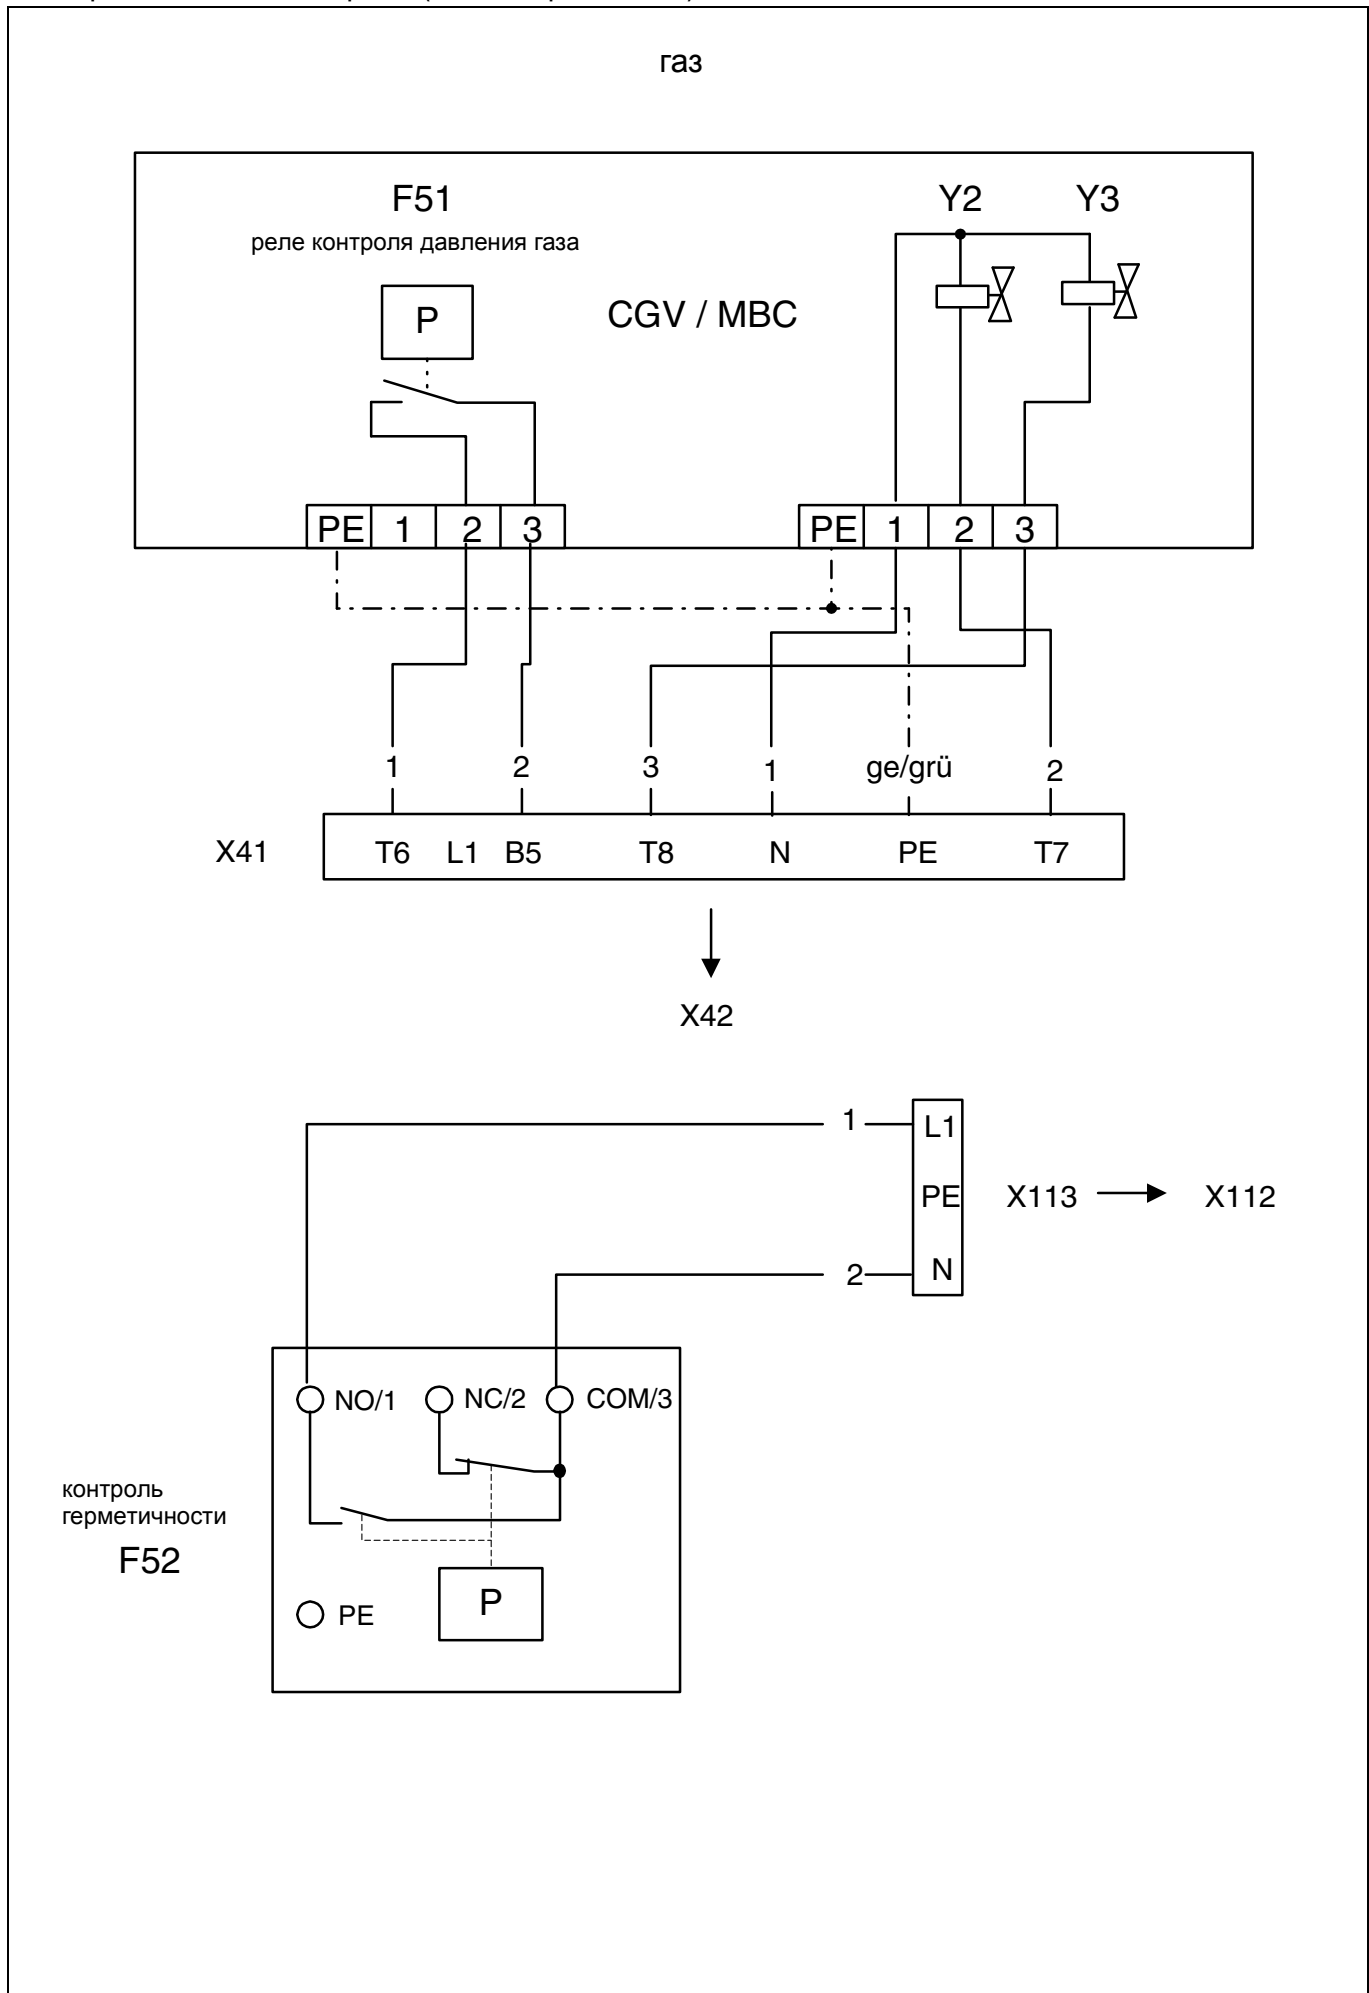 газ
F51
Y2 Y3
реле контроля давления газа
P
CGV / MBC
PE 1 2 3
PE 1 2 3
1 2 3 1 ge/grü 2
X41 T6 L1 B5 T8 N PE T7
X42
1 L1
PE X113 X112
2 N
NO/1 NC/2 COM/3
контроль
герметичности
F52
P
PE